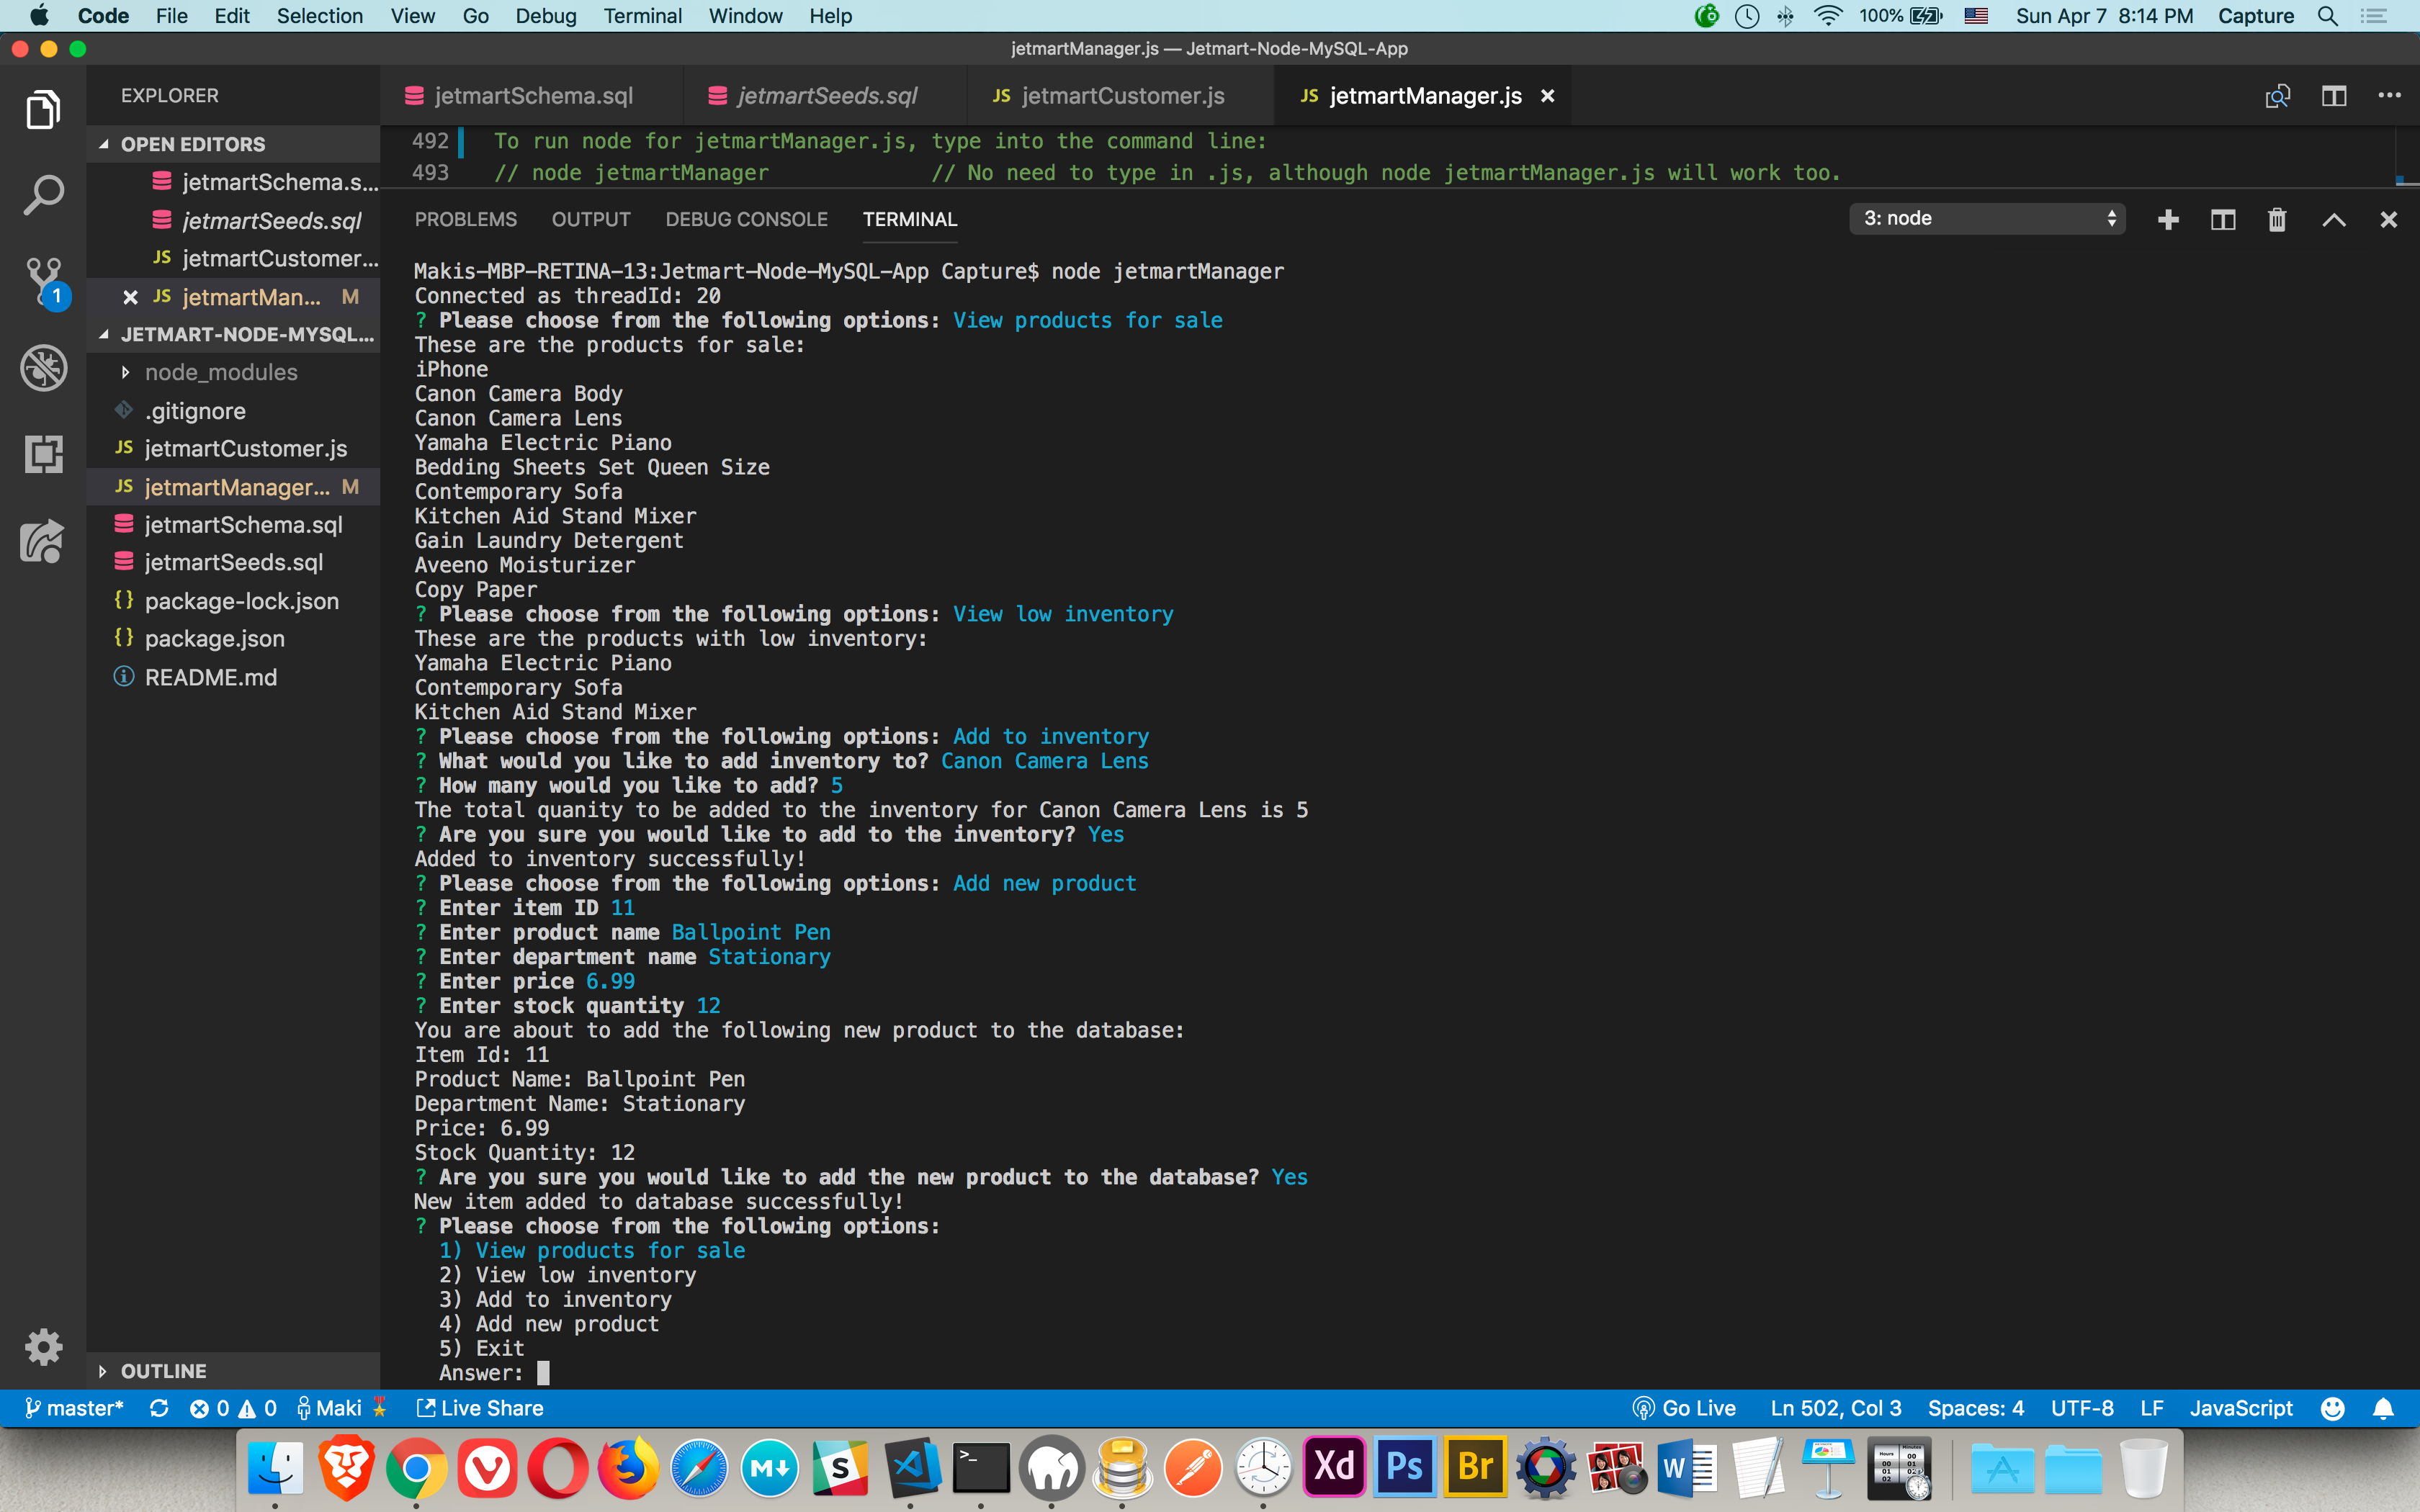 Code File Edit Selection View Go Debug Terminal Window Help 100% Sun Apr 7 8:14 PM Capture
jetmartManager.js — Jetmart-Node-MySQL-App
EXPLORER
jetmartSchema.sql
jetmartSeeds.sql
JS jetmartCustomer.js
JS jetmartManager.js
OPEN EDITORS
jetmartSchema.s...
jetmartSeeds.sql
JS jetmartCustomer...
JS jetmartMan... M
JETMART-NODE-MYSQL...
node_modules
.gitignore
JS jetmartCustomer.js
JS jetmartManager... M
jetmartSchema.sql
jetmartSeeds.sql
{} package-lock.json
{} package.json
README.md
OUTLINE
1
492 To run node for jetmartManager.js, type into the command line:
493 // node jetmartManager // No need to type in .js, although node jetmartManager.js will work too.
PROBLEMS OUTPUT DEBUG CONSOLE TERMINAL 3: node
Makis-MBP-RETINA-13:Jetmart-Node-MySQL-App Capture$ node jetmartManager
Connected as threadId: 20
? Please choose from the following options: View products for sale
These are the products for sale:
iPhone
Canon Camera Body
Canon Camera Lens
Yamaha Electric Piano
Bedding Sheets Set Queen Size
Contemporary Sofa
Kitchen Aid Stand Mixer
Gain Laundry Detergent
Aveeno Moisturizer
Copy Paper
? Please choose from the following options: View low inventory
These are the products with low inventory:
Yamaha Electric Piano
Contemporary Sofa
Kitchen Aid Stand Mixer
? Please choose from the following options: Add to inventory
? What would you like to add inventory to? Canon Camera Lens
? How many would you like to add? 5
The total quanity to be added to the inventory for Canon Camera Lens is 5
? Are you sure you would like to add to the inventory? Yes
Added to inventory successfully!
? Please choose from the following options: Add new product
? Enter item ID 11
? Enter product name Ballpoint Pen
? Enter department name Stationary
? Enter price 6.99
? Enter stock quantity 12
You are about to add the following new product to the database:
Item Id: 11
Product Name: Ballpoint Pen
Department Name: Stationary
Price: 6.99
Stock Quantity: 12
? Are you sure you would like to add the new product to the database? Yes
New item added to database successfully!
? Please choose from the following options:
1) View products for sale
2) View low inventory
3) Add to inventory
4) Add new product
5) Exit
Answer:
master* 0 0 Maki Live Share Go Live Ln 502, Col 3 Spaces: 4 UTF-8 LF JavaScript
M S >_ Xd Ps Br W